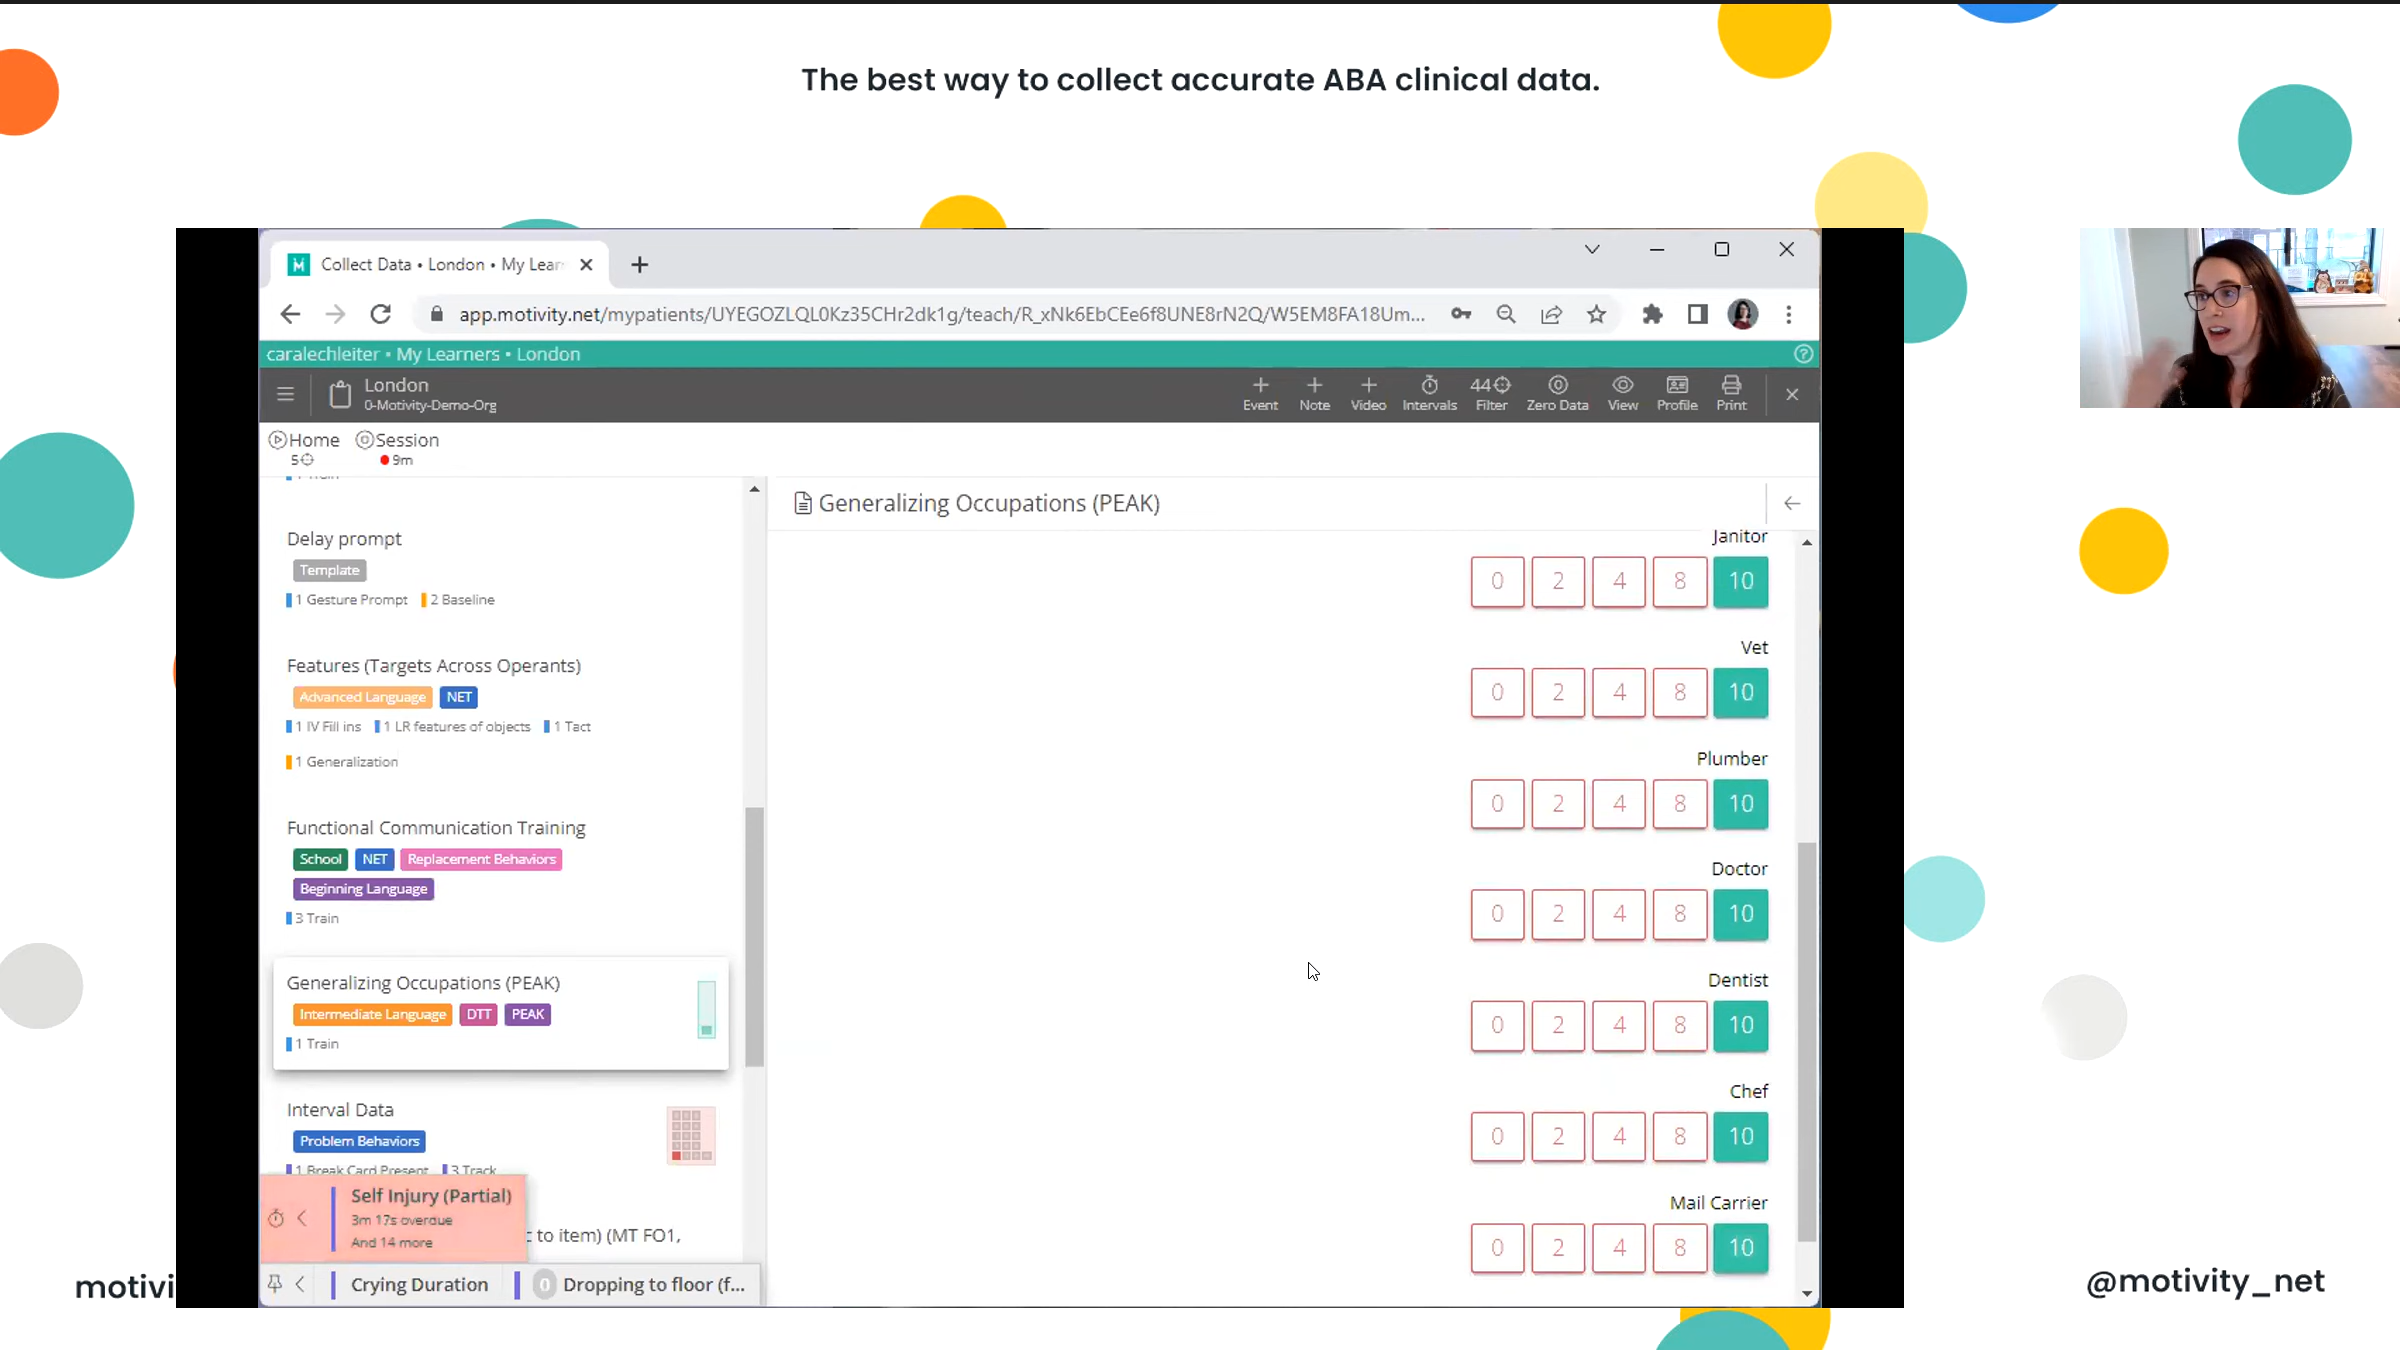 The best way to collect accurate ABA clinical data.
Collect Data • London • My Lear
app.motivity.net/mypatients/UYEGOZLQL0Kz35CHr2dk1g/teach/R_xNk6EbCEe6f8UNE8rN2Q/W5EM8FA18Um...
caralechleiter • My Learners • London
London
0-Motivity-Demo-Org
Event
Note
Video
Intervals
44
Filter
Zero Data
View
Profile
Print
Home
5
Session
9m
Delay prompt
Template
1 Gesture Prompt 2 Baseline
Features (Targets Across Operants)
Advanced Language NET
1 IV Fill ins 1 LR features of objects 1 Tact
1 Generalization
Functional Communication Training
School NET Replacement Behaviors
Beginning Language
3 Train
Generalizing Occupations (PEAK)
Intermediate Language DTT PEAK
1 Train
Interval Data
Problem Behaviors
1 Break Card Present 3 Track
Self Injury (Partial)
3m 17s overdue
And 14 more
to item) (MT FO1,
Crying Duration
0 Dropping to floor (f...
Generalizing Occupations (PEAK)
Janitor
0 2 4 8 10
Vet
0 2 4 8 10
Plumber
0 2 4 8 10
Doctor
0 2 4 8 10
Dentist
0 2 4 8 10
Chef
0 2 4 8 10
Mail Carrier
0 2 4 8 10
motivi
@motivity_net